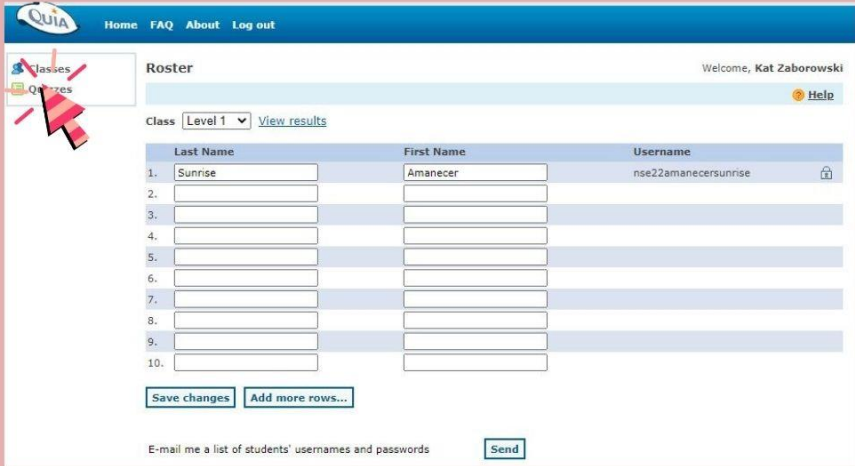 QUIA
Home FAQ About Log out
Classes
Quizzes
Roster
Welcome, Kat Zaborowski
Help
Class Level 1 View results
Last Name First Name Username
1. Sunrise Amanecer nse22amanecersunrise
2.
3.
4.
5.
6.
7.
8.
9.
10.
Save changes Add more rows...
E-mail me a list of students' usernames and passwords Send